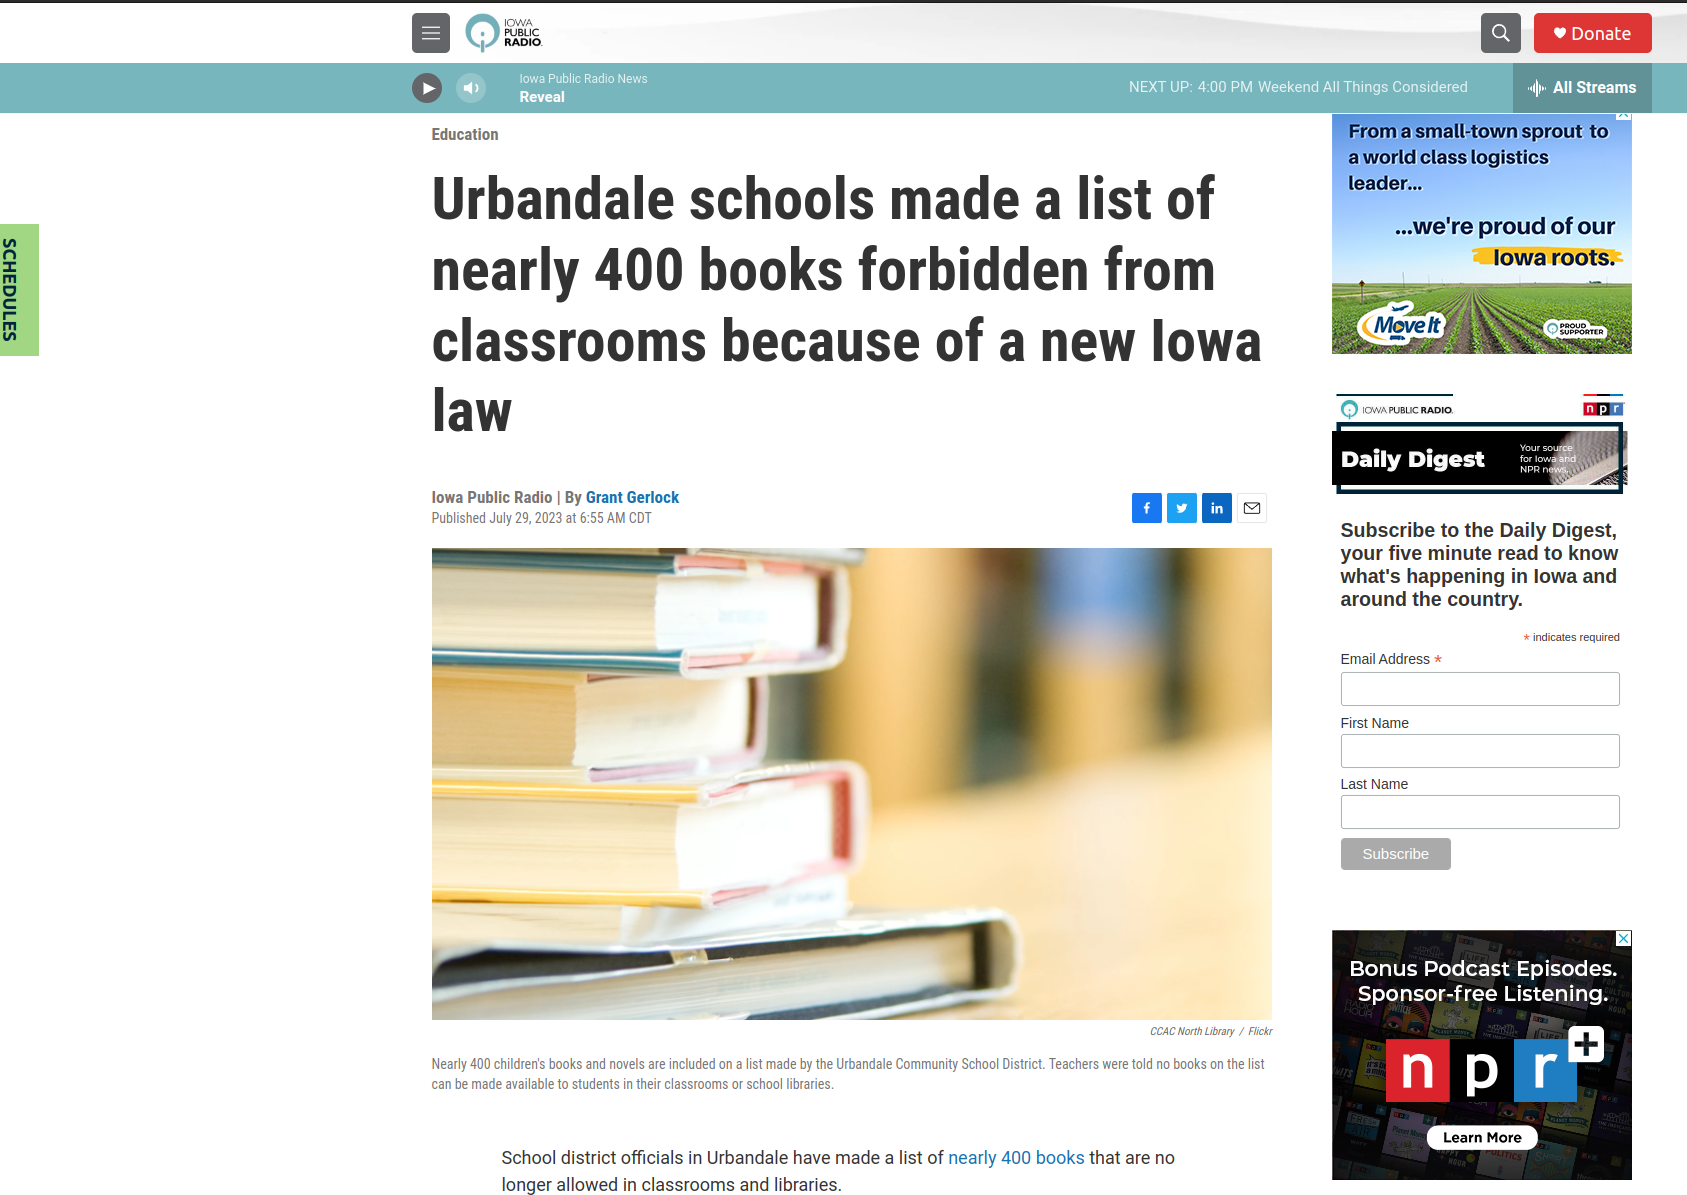 IOWA
PUBLIC
RADIO.
Donate
Iowa Public Radio News
Reveal
NEXT UP: 4:00 PM Weekend All Things Considered
All Streams
SCHEDULES
Education
Urbandale schools made a list of
nearly 400 books forbidden from
classrooms because of a new Iowa
law
Iowa Public Radio | By Grant Gerlock
Published July 29, 2023 at 6:55 AM CDT
f
in
CCAC North Library / Flickr
Nearly 400 children's books and novels are included on a list made by the Urbandale Community School District. Teachers were told no books on the list
can be made available to students in their classrooms or school libraries.
School district officials in Urbandale have made a list of nearly 400 books that are no
longer allowed in classrooms and libraries.
From a small-town sprout to
a world class logistics
leader...
...we're proud of our
Iowa roots.
Move It
PROUD
SUPPORTER
IOWA PUBLIC RADIO.
n p r
Daily Digest
Your source
for Iowa and
NPR news.
Subscribe to the Daily Digest,
your five minute read to know
what's happening in Iowa and
around the country.
* indicates required
Email Address *
First Name
Last Name
Subscribe
Bonus Podcast Episodes.
Sponsor-free Listening.
n p r +
Learn More